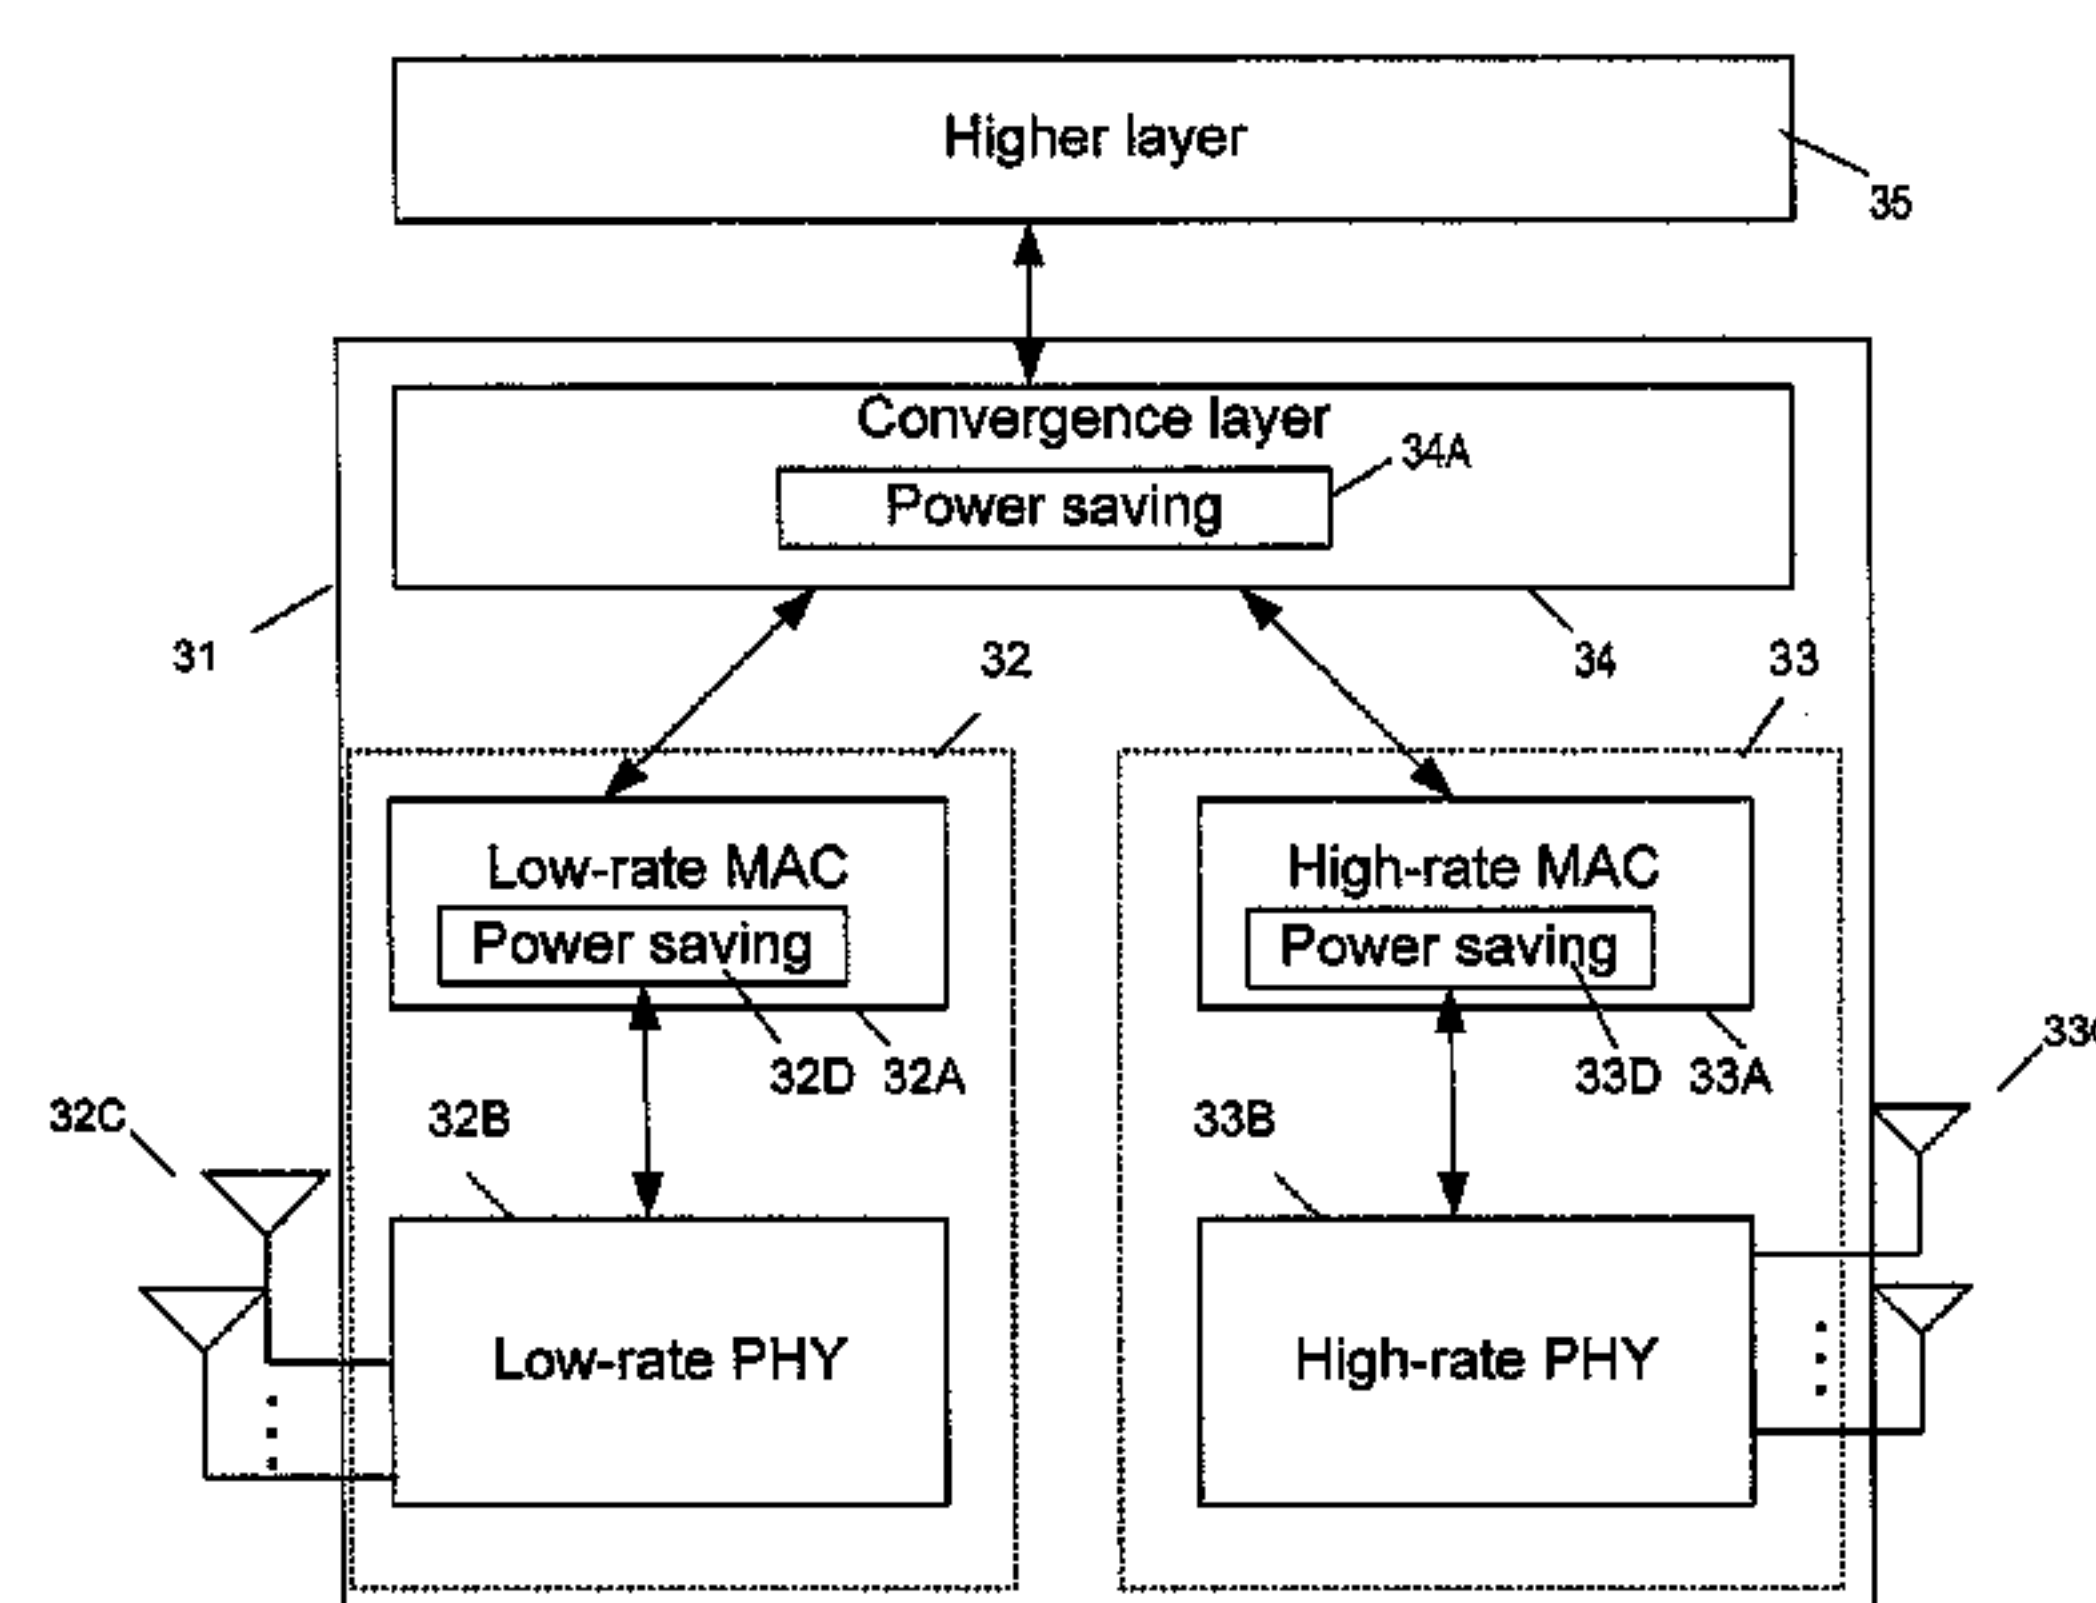 Higher layer
35
Convergence layer
34A
Power saving
31
32
34
33
Low-rate MAC
High-rate MAC
Power saving
Power saving
32D 32A
33D 33A
32C
32B
33B
Low-rate PHY
High-rate PHY